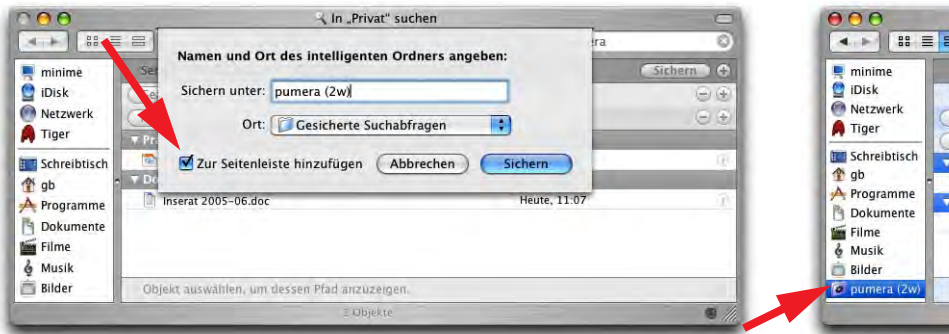 In „Privat“ suchen
Namen und Ort des intelligenten Ordners angeben:
Sichern unter: pumera (2w)
Ort: Gesicherte Suchabfragen
Zur Seitenleiste hinzufügen Abbrechen Sichern
era
Sichern
minime
iDisk
Netzwerk
Tiger
Schreibtisch
gb
Programme
Dokumente
Filme
Musik
Bilder
Inserat 2005-06.doc Heute, 11:07
Objekt auswählen, um dessen Pfad anzuzeigen.
2 Objekte
minime
iDisk
Netzwerk
Tiger
Schreibtisch
gb
Programme
Dokumente
Filme
Musik
Bilder
pumera (2w)